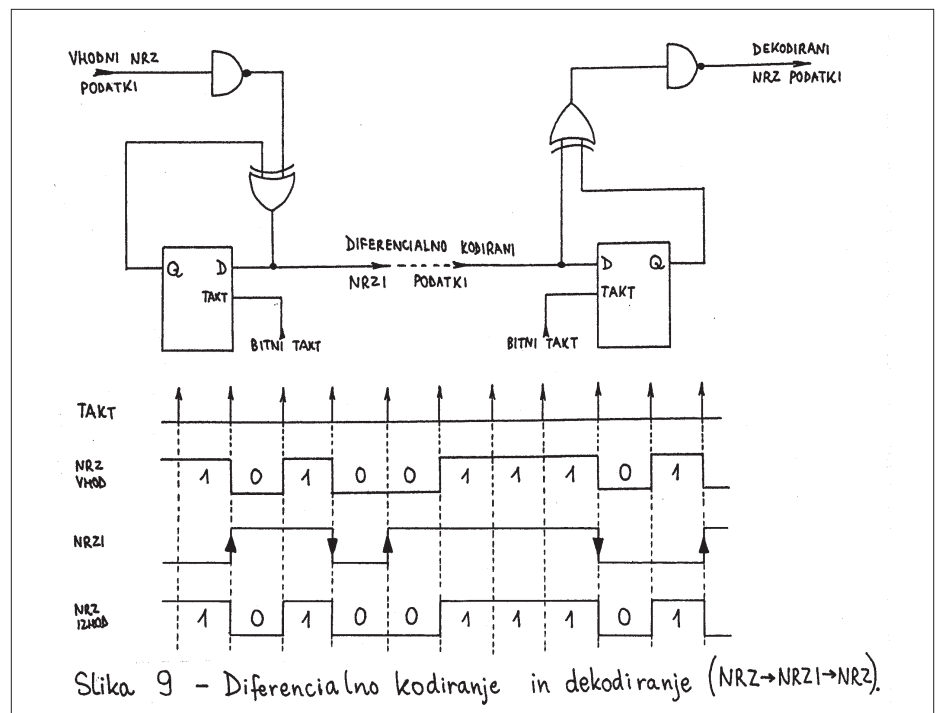 VHODNI NRZ
PODATKI
DEKODIRANI
NRZ PODATKI
DIFERENCIALNO KODIRANI
NRZI PODATKI
Q D
TAKT
BITNI TAKT
D Q
TAKT
BITNI TAKT
TAKT
NRZ
VHOD
1 0 1 0 0 1 1 1 0 1
NRZI
NRZ
IZHOD
1 0 1 0 0 1 1 1 0 1
Slika 9 - Diferencialno kodiranje in dekodiranje (NRZ→NRZI→NRZ).